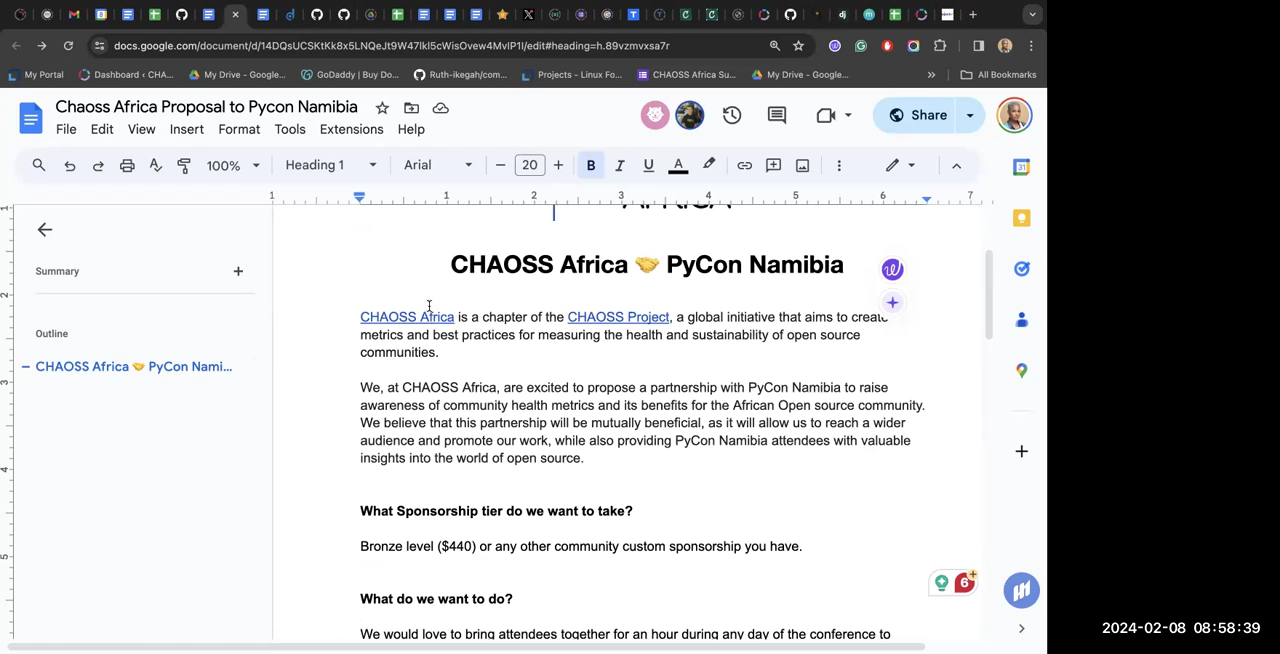 docs.google.com/document/d/14DQsUCSKtKk8x5LNQeJt9W47lkl5cWisOvew4MvIP1I/edit#heading=h.89vzmvxsa7r
My Portal
Dashboard < CHA...
My Drive - Google...
GoDaddy | Buy Do...
Ruth-ikegah/com...
Projects - Linux Fo...
CHAOSS Africa Su...
My Drive - Google...
»
All Bookmarks
Chaoss Africa Proposal to Pycon Namibia
File Edit View Insert Format Tools Extensions Help
Share
100% Heading 1 Arial 20 B I U A
1 1 2 3 4 5 6 7
Summary
Outline
CHAOSS Africa 🤝 PyCon Nami...
CHAOSS Africa 🤝 PyCon Namibia
CHAOSS Africa is a chapter of the CHAOSS Project, a global initiative that aims to create
metrics and best practices for measuring the health and sustainability of open source
communities.
We, at CHAOSS Africa, are excited to propose a partnership with PyCon Namibia to raise
awareness of community health metrics and its benefits for the African Open source community.
We believe that this partnership will be mutually beneficial, as it will allow us to reach a wider
audience and promote our work, while also providing PyCon Namibia attendees with valuable
insights into the world of open source.
What Sponsorship tier do we want to take?
Bronze level ($440) or any other community custom sponsorship you have.
What do we want to do?
We would love to bring attendees together for an hour during any day of the conference to
6
2024-02-08 08:58:39